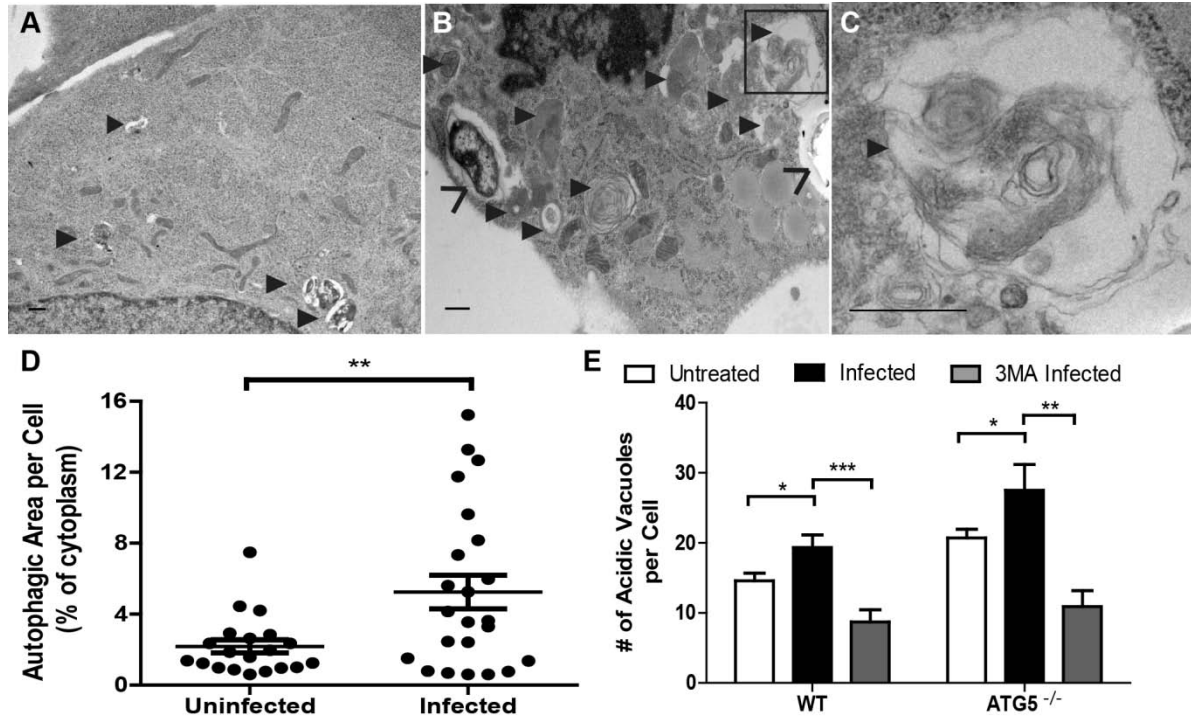 A
B
C
D
**
Autophagic Area per Cell
(% of cytoplasm)
16
12
8
4
0
Uninfected
Infected
E
Untreated
Infected
3MA Infected
# of Acidic Vacuoles
per Cell
40
30
20
10
0
*
***
*
**
WT
ATG5 -/-